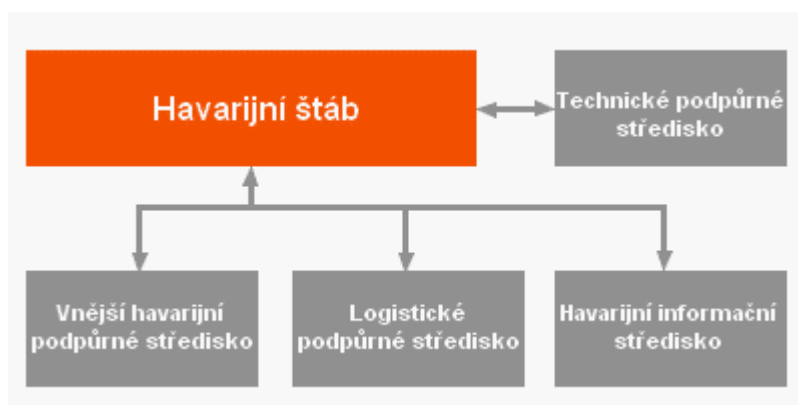 Havarijní štáb
Technické podpůrné
středisko
Vnější havarijní
podpůrné středisko
Logistické
podpůrné středisko
Havarijní informační
středisko